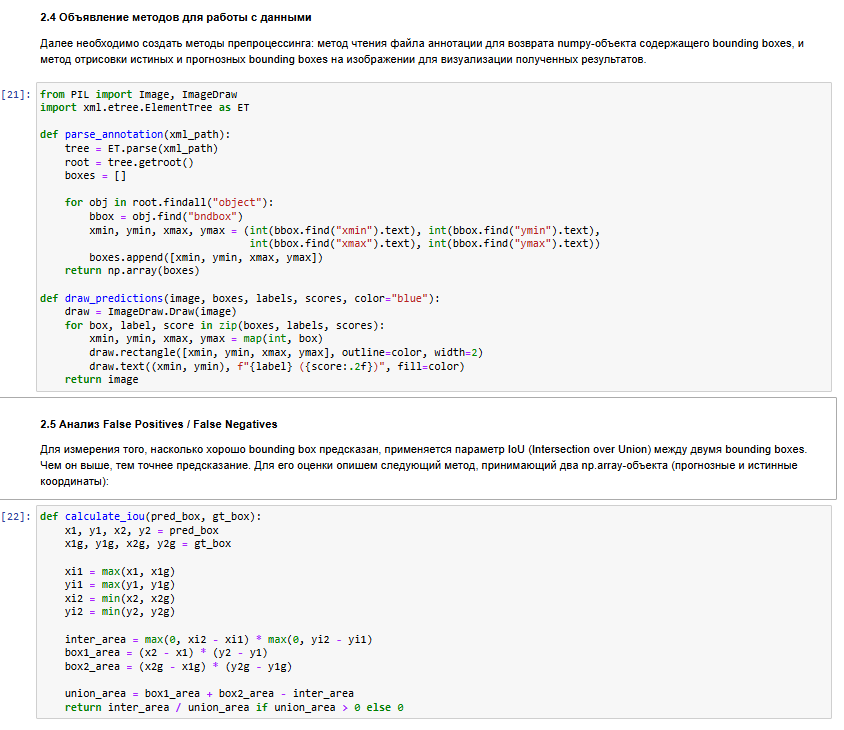 2.4 Объявление методов для работы с данными
Далее необходимо создать методы препроцессинга: метод чтения файла аннотации для возврата numpy-объекта содержащего bounding boxes, и
метод отрисовки истиных и прогнозных bounding boxes на изображении для визуализации полученных результатов.
[21]: from PIL import Image, ImageDraw
import xml.etree.ElementTree as ET
def parse_annotation(xml_path):
    tree = ET.parse(xml_path)
    root = tree.getroot()
    boxes = []
    for obj in root.findall("object"):
        bbox = obj.find("bndbox")
        xmin, ymin, xmax, ymax = (int(bbox.find("xmin").text), int(bbox.find("ymin").text),
                                  int(bbox.find("xmax").text), int(bbox.find("ymax").text))
        boxes.append([xmin, ymin, xmax, ymax])
    return np.array(boxes)
def draw_predictions(image, boxes, labels, scores, color="blue"):
    draw = ImageDraw.Draw(image)
    for box, label, score in zip(boxes, labels, scores):
        xmin, ymin, xmax, ymax = map(int, box)
        draw.rectangle([xmin, ymin, xmax, ymax], outline=color, width=2)
        draw.text((xmin, ymin), f"{label} ({score:.2f})", fill=color)
    return image
2.5 Анализ False Positives / False Negatives
Для измерения того, насколько хорошо bounding box предсказан, применяется параметр IoU (Intersection over Union) между двумя bounding boxes.
Чем он выше, тем точнее предсказание. Для его оценки опишем следующий метод, принимающий два np.array-объекта (прогнозные и истинные
координаты):
[22]: def calculate_iou(pred_box, gt_box):
    x1, y1, x2, y2 = pred_box
    x1g, y1g, x2g, y2g = gt_box
    xi1 = max(x1, x1g)
    yi1 = max(y1, y1g)
    xi2 = min(x2, x2g)
    yi2 = min(y2, y2g)
    inter_area = max(0, xi2 - xi1) * max(0, yi2 - yi1)
    box1_area = (x2 - x1) * (y2 - y1)
    box2_area = (x2g - x1g) * (y2g - y1g)
    union_area = box1_area + box2_area - inter_area
    return inter_area / union_area if union_area > 0 else 0